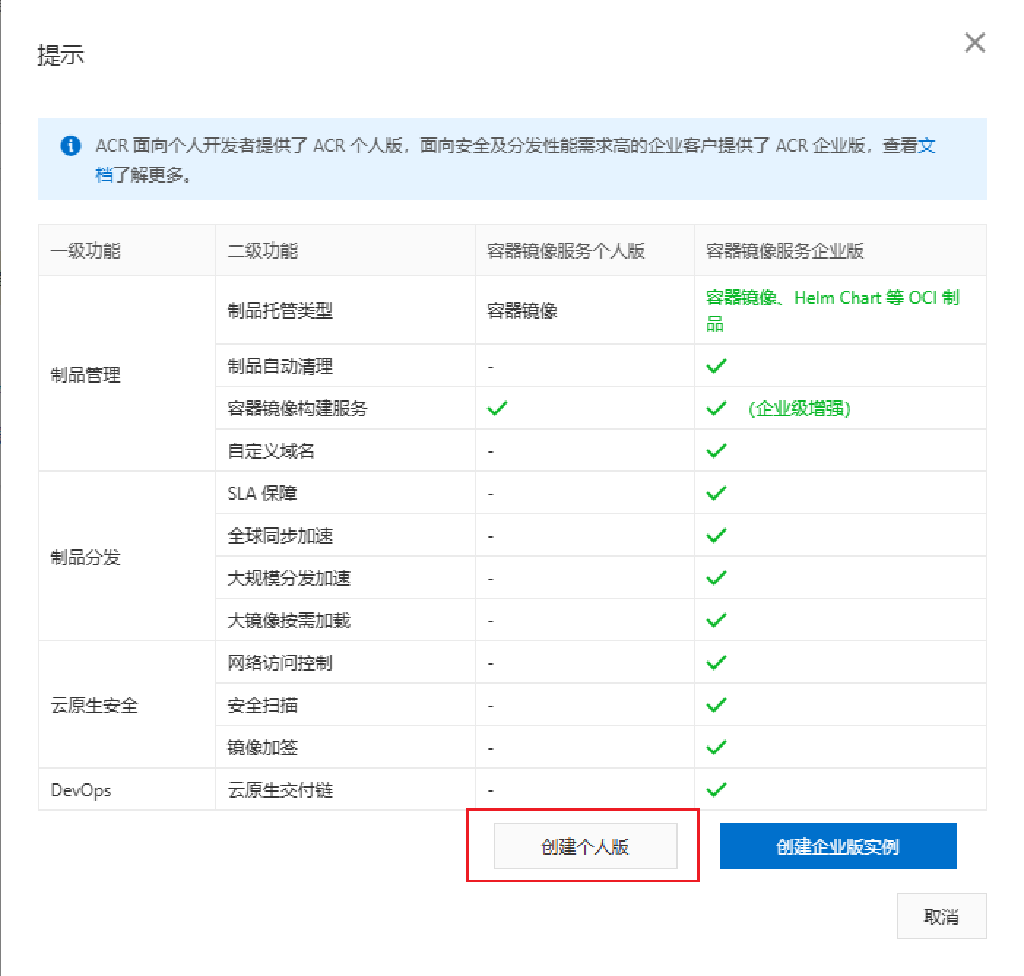 提示
ACR 面向个人开发者提供了 ACR 个人版，面向安全及分发性能需求高的企业客户提供了 ACR 企业版，查看文
档了解更多。
一级功能 二级功能 容器镜像服务个人版 容器镜像服务企业版
制品管理 制品托管类型 容器镜像 容器镜像、Helm Chart 等 OCI 制
品
制品自动清理 - ✓
容器镜像构建服务 ✓ ✓ (企业级增强)
自定义域名 - ✓
制品分发 SLA 保障 - ✓
全球同步加速 - ✓
大规模分发加速 - ✓
大镜像按需加载 - ✓
云原生安全 网络访问控制 - ✓
安全扫描 - ✓
镜像加签 - ✓
DevOps 云原生交付链 - ✓
创建个人版 创建企业版实例
取消